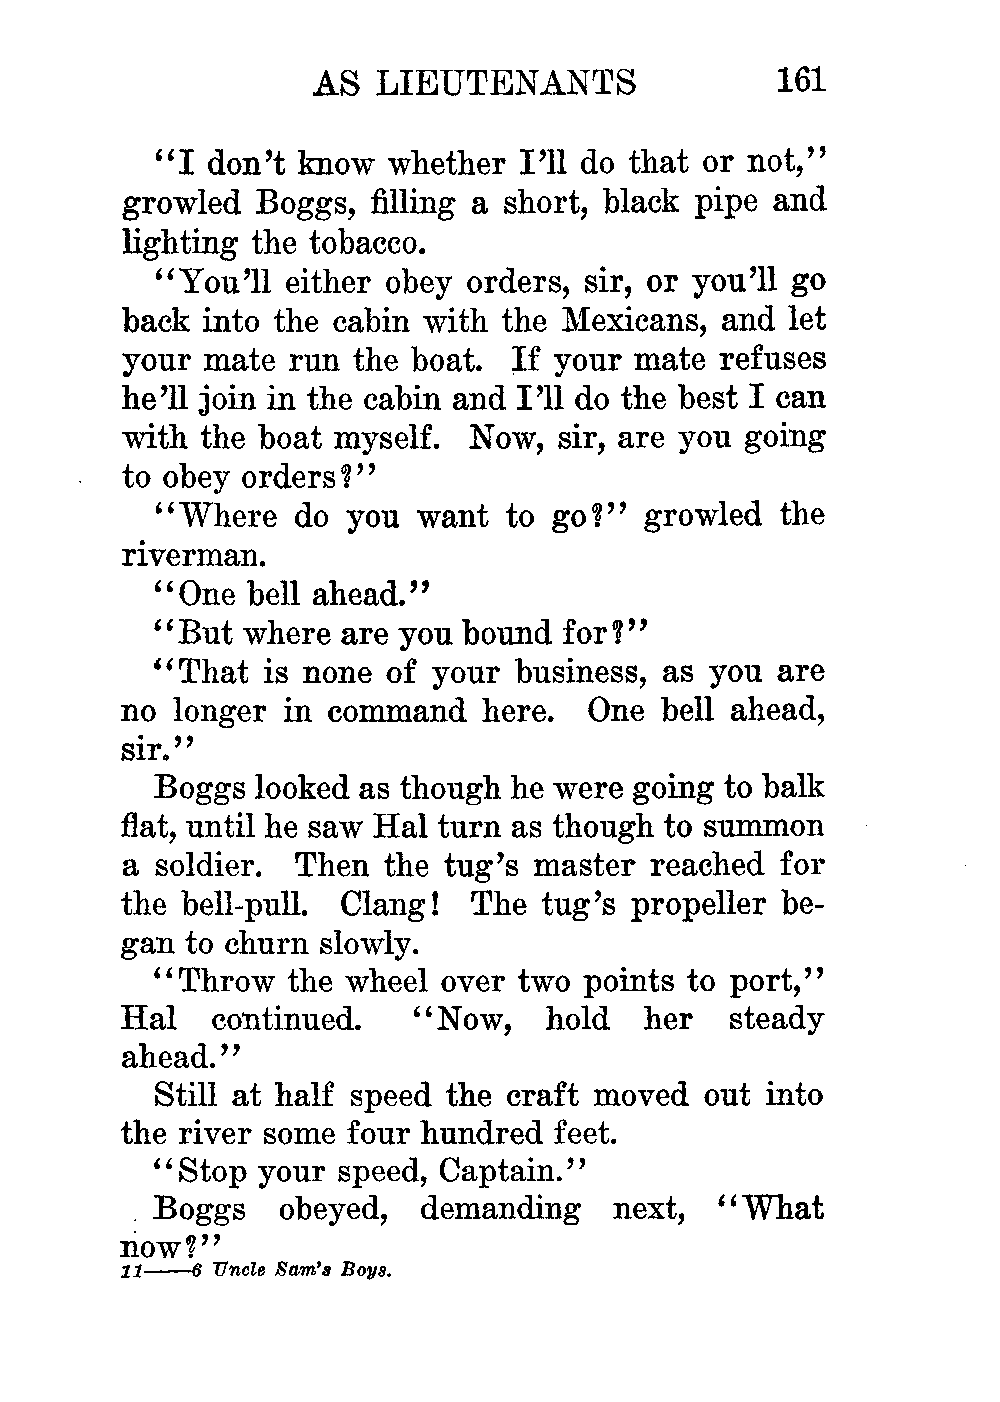 AS LIEUTENANTS 161
"I don't know whether I'll do that or not,"
growled Boggs, filling a short, black pipe and
lighting the tobacco.
"You'll either obey orders, sir, or you'll go
back into the cabin with the Mexicans, and let
your mate run the boat. If your mate refuses
he'll join in the cabin and I'll do the best I can
with the boat myself. Now, sir, are you going
to obey orders?"
"Where do you want to go?" growled the
riverman.
"One bell ahead."
"But where are you bound for?"
"That is none of your business, as you are
no longer in command here. One bell ahead,
sir."
Boggs looked as though he were going to balk
flat, until he saw Hal turn as though to summon
a soldier. Then the tug's master reached for
the bell-pull. Clang! The tug's propeller be-
gan to churn slowly.
"Throw the wheel over two points to port,"
Hal continued. "Now, hold her steady
ahead."
Still at half speed the craft moved out into
the river some four hundred feet.
"Stop your speed, Captain."
Boggs obeyed, demanding next, "What
now?"
11——6 Uncle Sam's Boys.